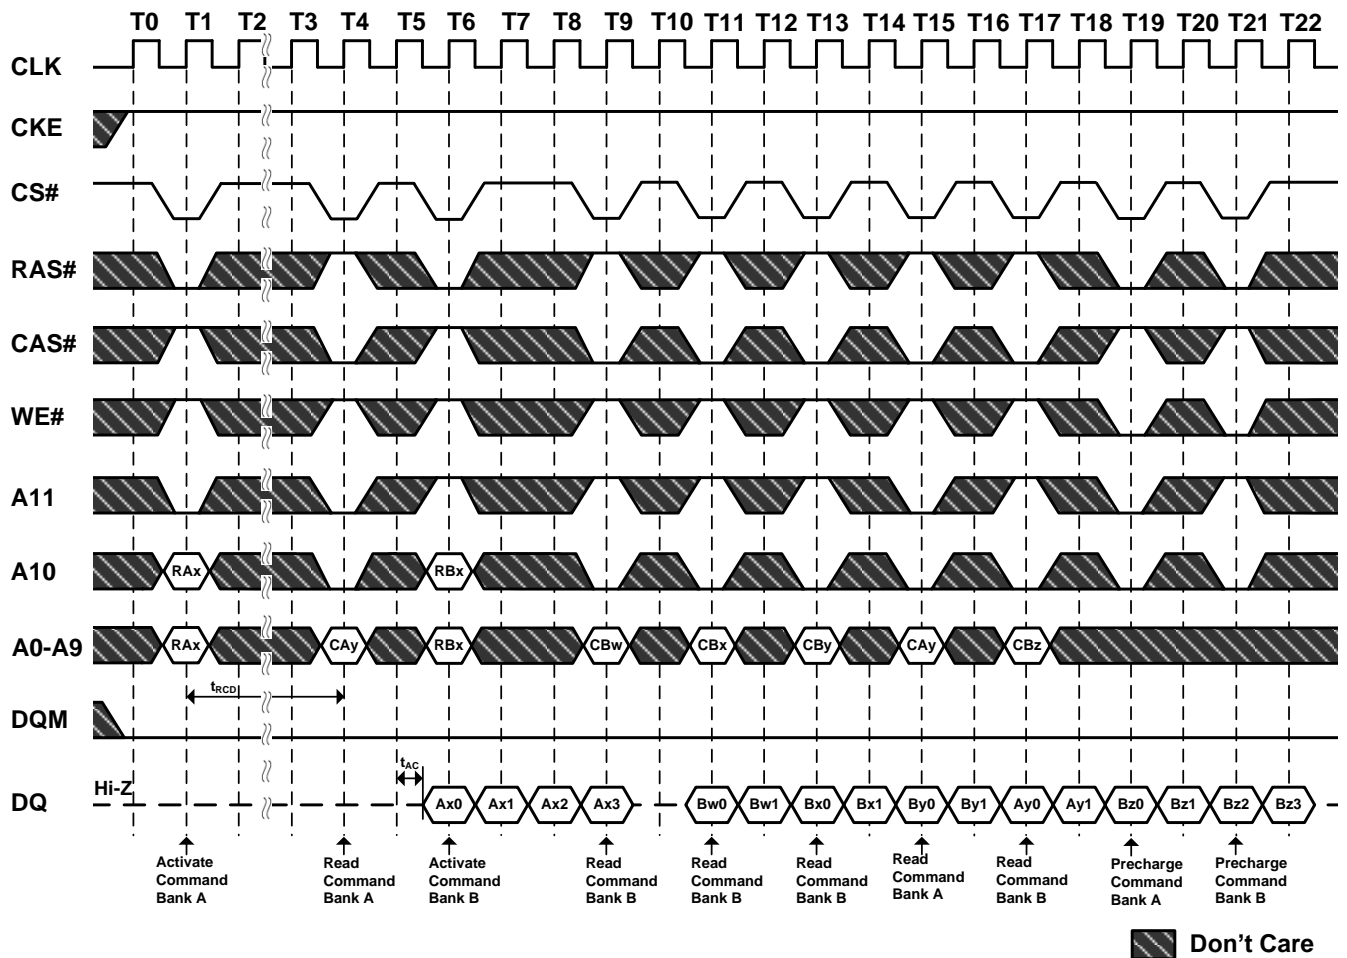 T0 T1 T2 T3 T4 T5 T6 T7 T8 T9 T10 T11 T12 T13 T14 T15 T16 T17 T18 T19 T20 T21 T22
CLK
CKE
CS#
RAS#
CAS#
WE#
A11
A10 RAx RBx
A0-A9 RAx CAy RBx CBw CBx CBy CAy CBz
tRCD
DQM
tAC
Hi-Z
DQ Ax0 Ax1 Ax2 Ax3 Bw0 Bw1 Bx0 Bx1 By0 By1 Ay0 Ay1 Bz0 Bz1 Bz2 Bz3
Activate
Command
Bank A
Read
Command
Bank A
Activate
Command
Bank B
Read
Command
Bank B
Read
Command
Bank B
Read
Command
Bank B
Read
Command
Bank A
Read
Command
Bank B
Precharge
Command
Bank A
Precharge
Command
Bank B
Don't Care